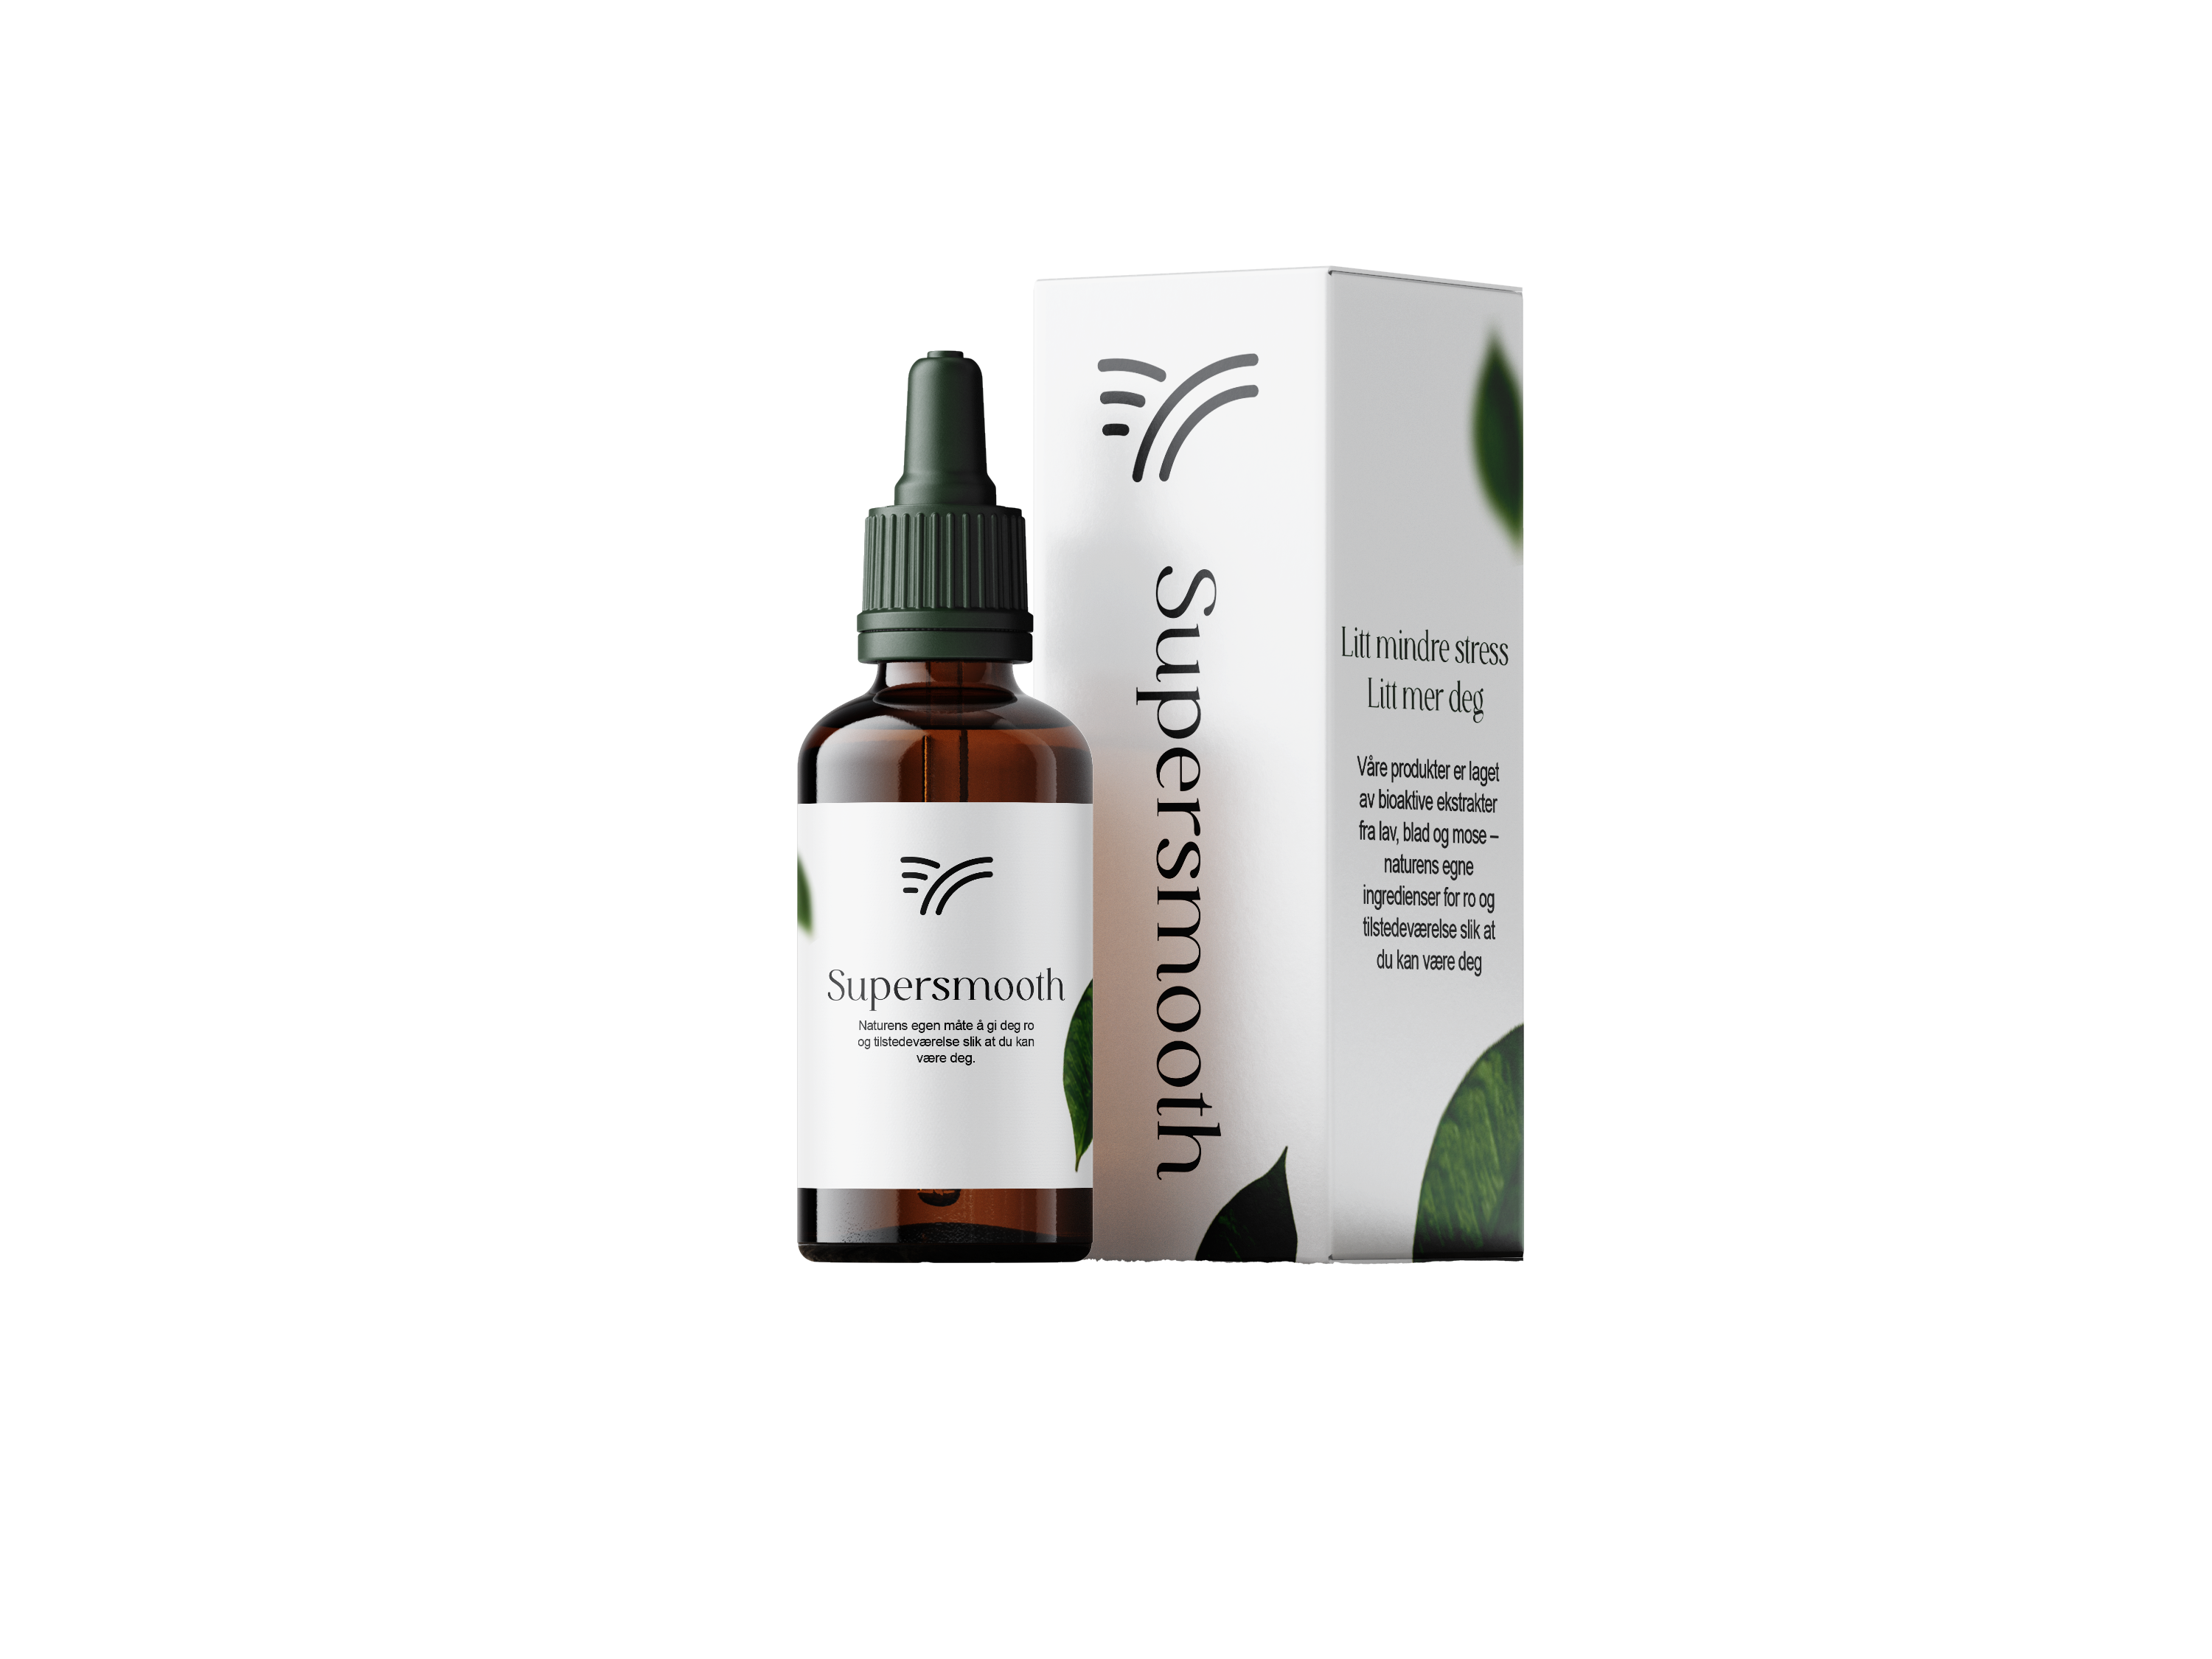 Supersmooth
Naturens egen måte å gi deg ro
og tilstedeværelse slik at du kan
være deg.
Supersmooth
Litt mindre stress
Litt mer deg
Våre produkter er laget
av bioaktive ekstrakter
fra lav, blad og mose –
naturens egne
ingredienser for ro og
tilstedeværelse slik at
du kan være deg